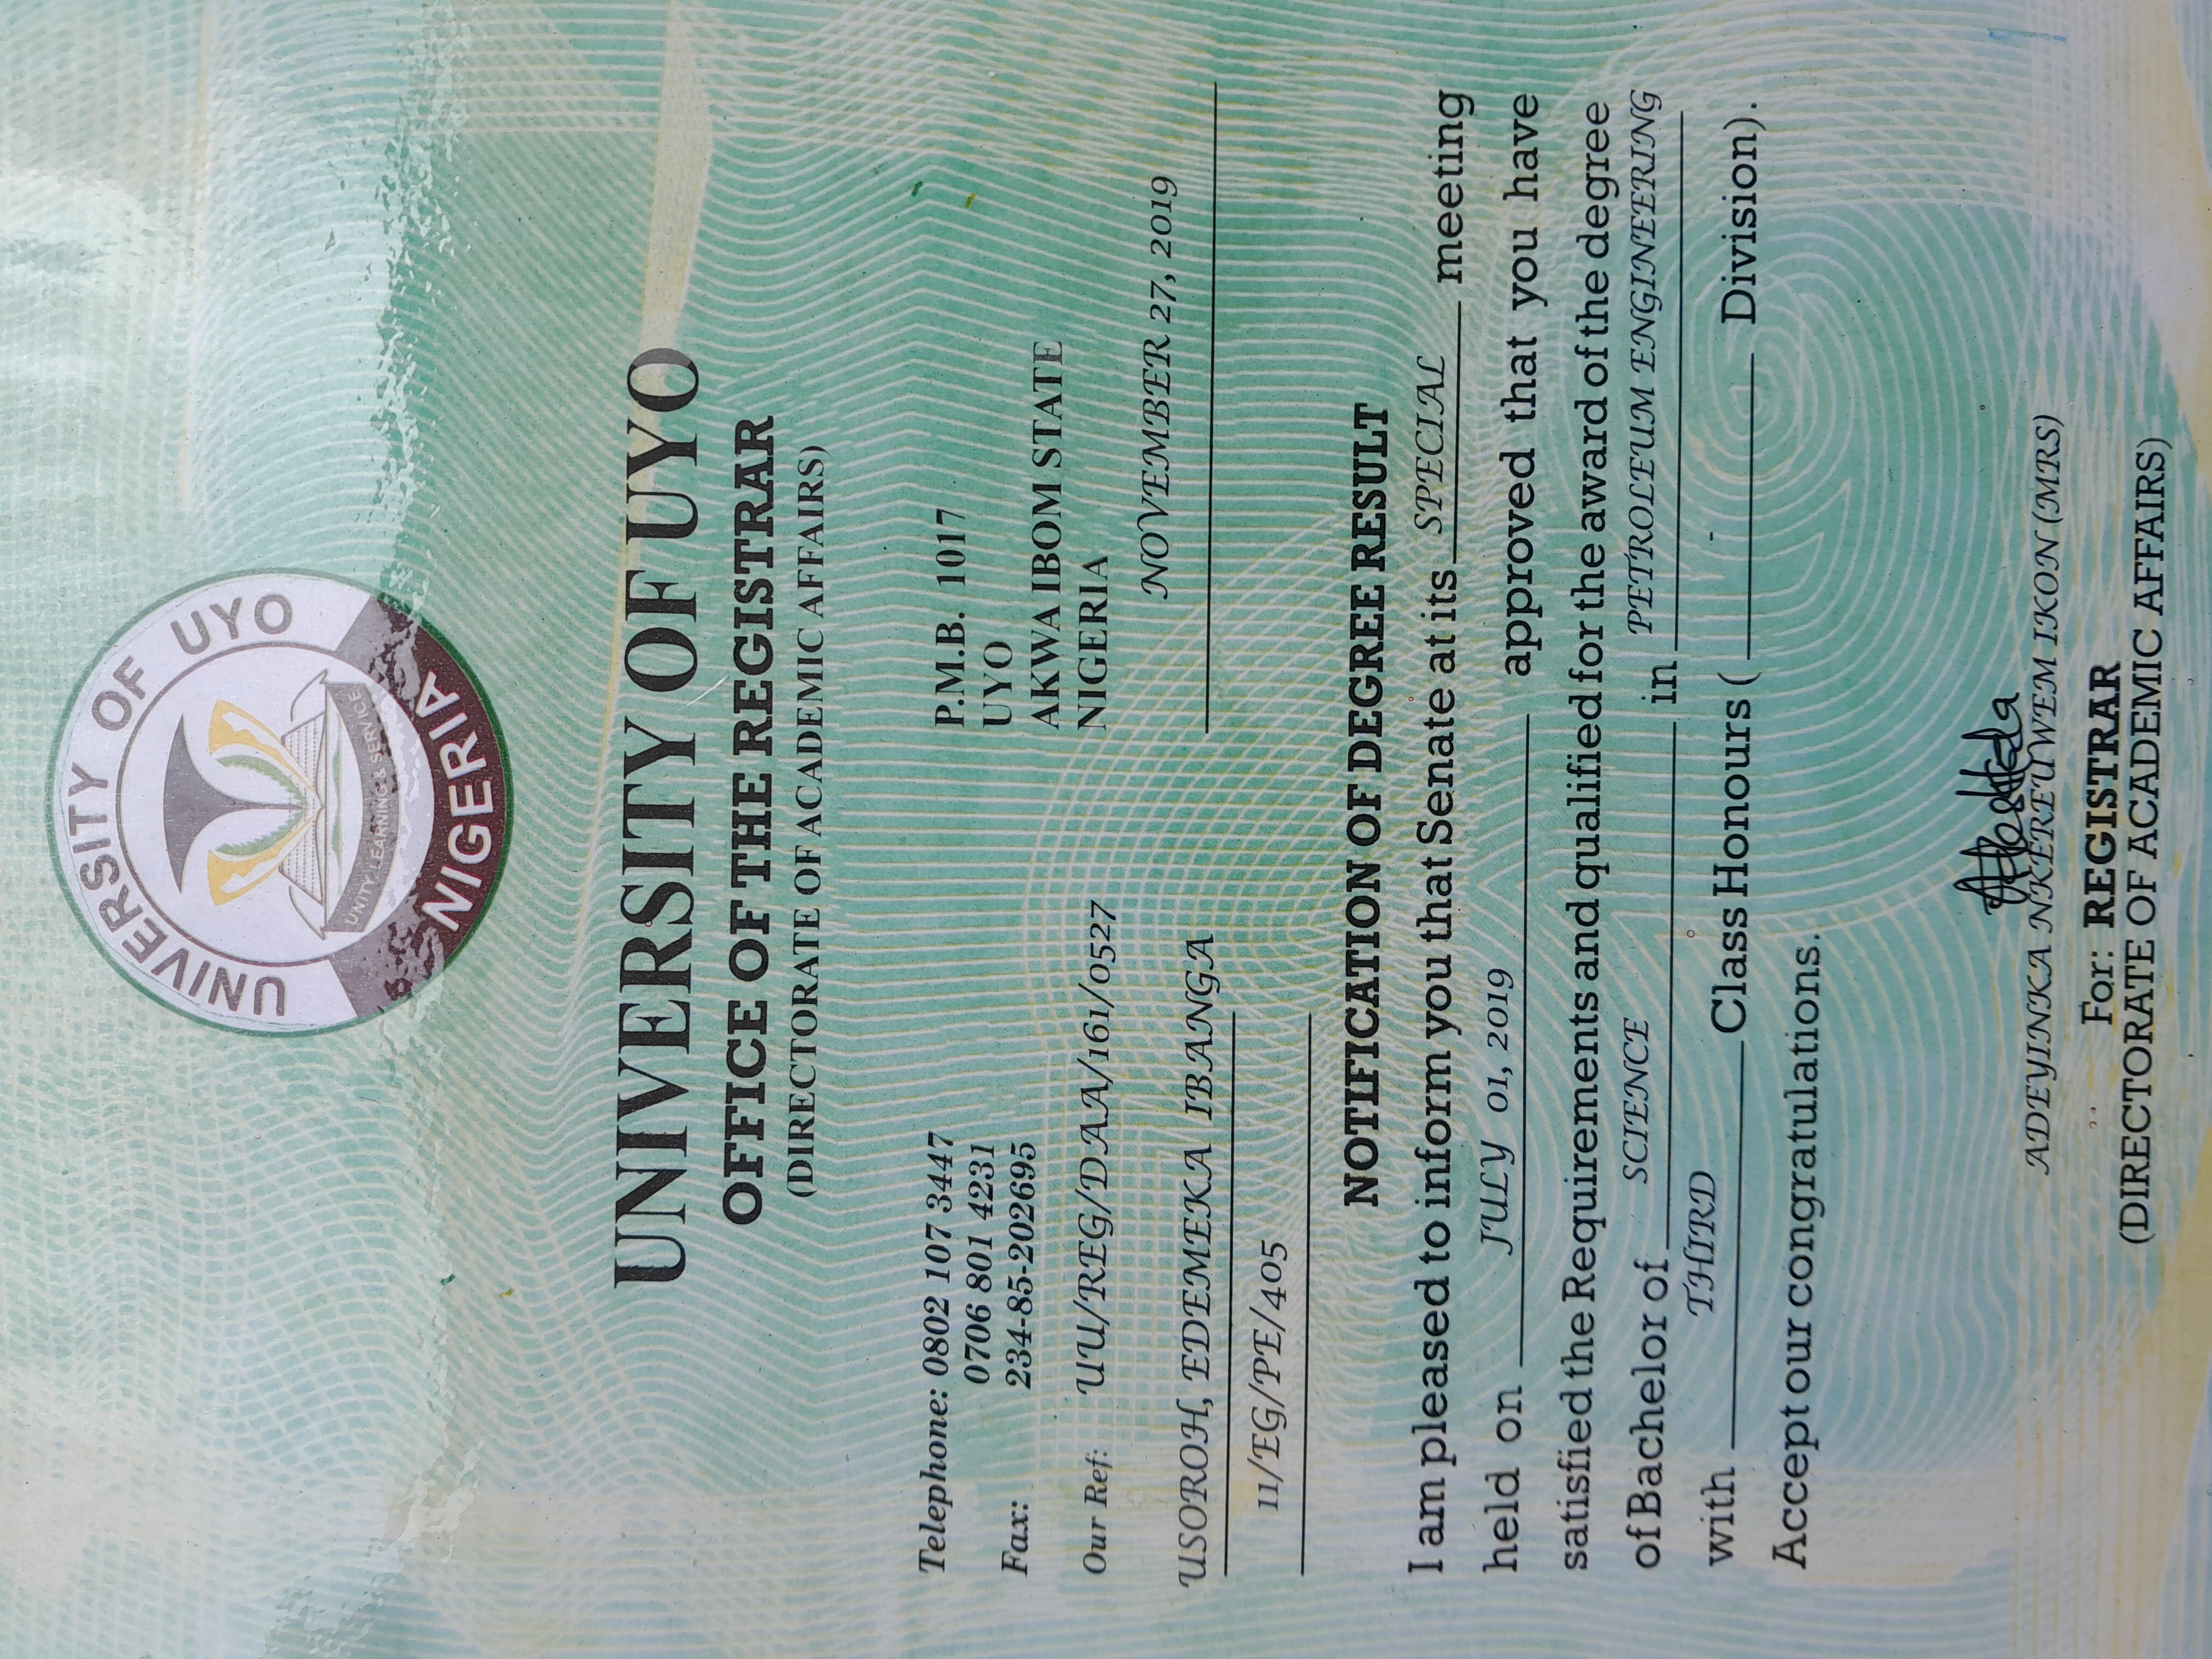 UNIVERSITY OF UYO
UNITY, LEARNING & SERVICE
NIGERIA
UNIVERSITY OF UYO
OFFICE OF THE REGISTRAR
(DIRECTORATE OF ACADEMIC AFFAIRS)
Telephone: 0802 107 3447
0706 801 4231
Fax: 234-85-202695
Our Ref: UU/REG/DAA/161/0527
P.M.B. 1017
UYO
AKWA IBOM STATE
NIGERIA
NOVEMBER 27, 2019
USOROH, EDEMEKA IBANGA
11/EG/PE/405
NOTIFICATION OF DEGREE RESULT
I am pleased to inform you that Senate at its SPECIAL meeting
held on JULY 01, 2019 approved that you have
satisfied the Requirements and qualified for the award of the degree
of Bachelor of SCIENCE in PETROLEUM ENGINEERING
with THIRD Class Honours ( - Division).
Accept our congratulations.
ADEYINKA NKEREUWEM IKON (MRS)
For: REGISTRAR
(DIRECTORATE OF ACADEMIC AFFAIRS)